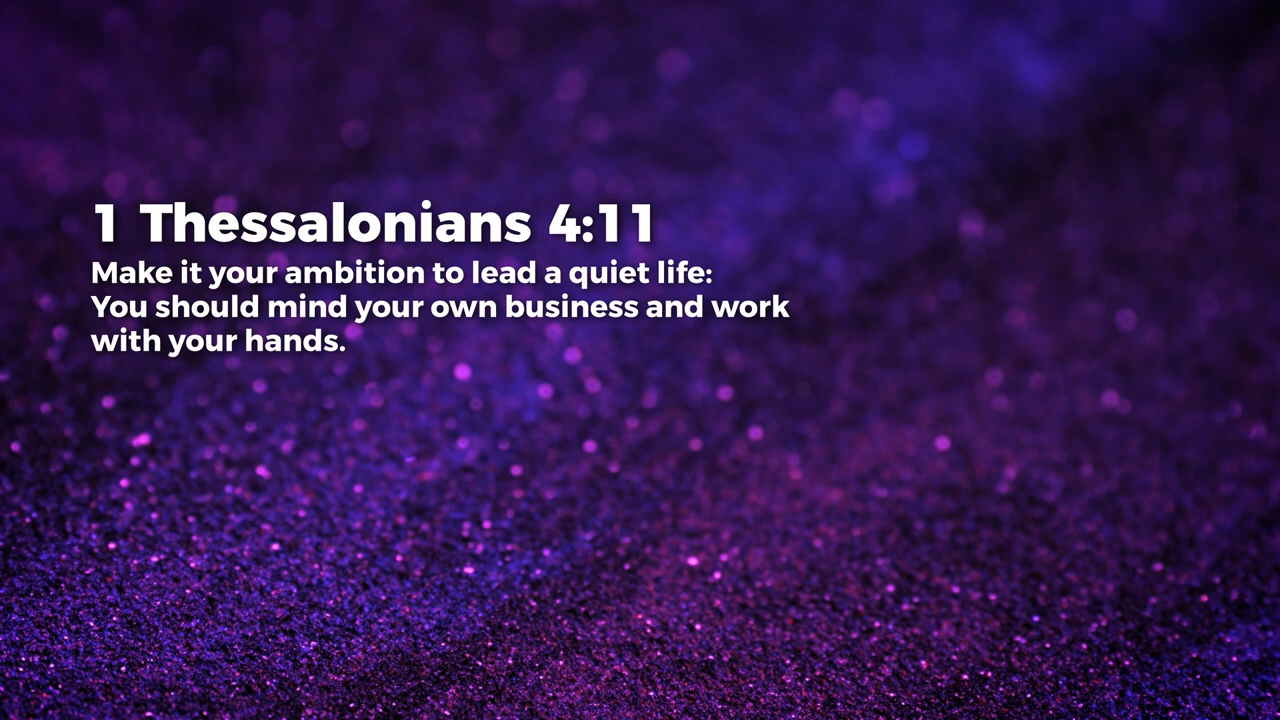 1 Thessalonians 4:11
Make it your ambition to lead a quiet life:
You should mind your own business and work
with your hands.